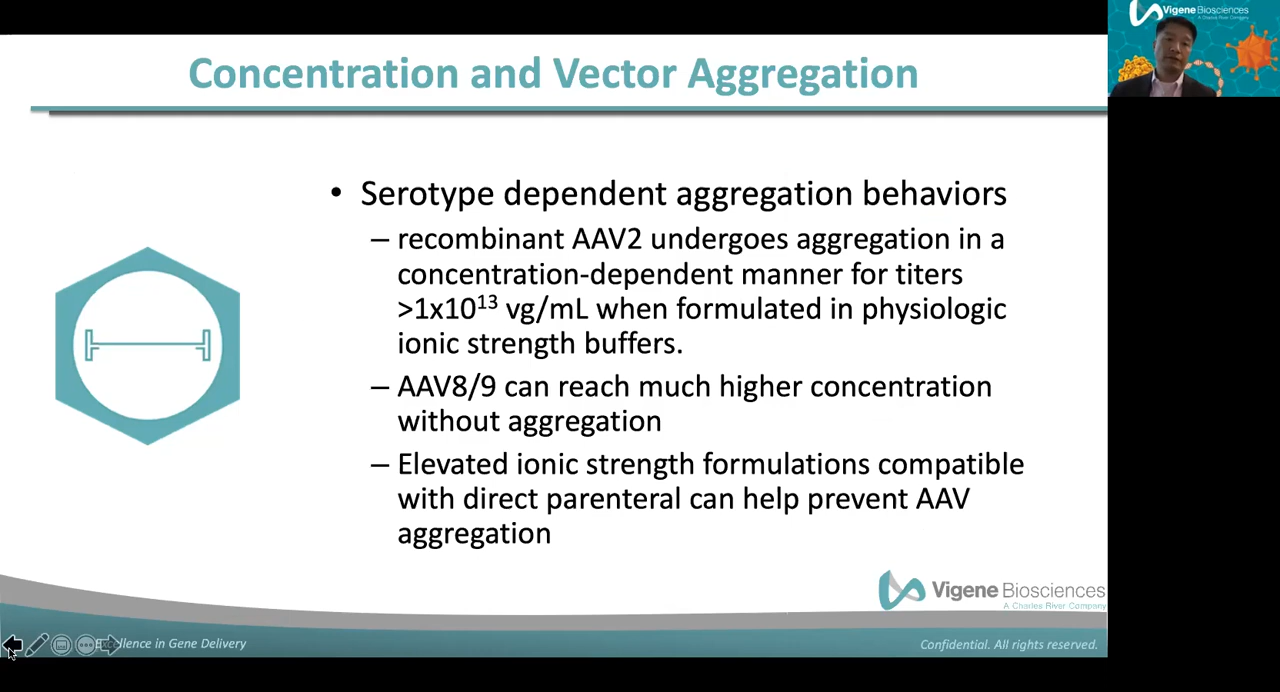 Vigene Biosciences
A Charles River Company
Concentration and Vector Aggregation
• Serotype dependent aggregation behaviors
– recombinant AAV2 undergoes aggregation in a
concentration-dependent manner for titers
>1x10¹³ vg/mL when formulated in physiologic
ionic strength buffers.
– AAV8/9 can reach much higher concentration
without aggregation
– Elevated ionic strength formulations compatible
with direct parenteral can help prevent AAV
aggregation
Vigene Biosciences
A Charles River Company
Excellence in Gene Delivery
Confidential. All rights reserved.